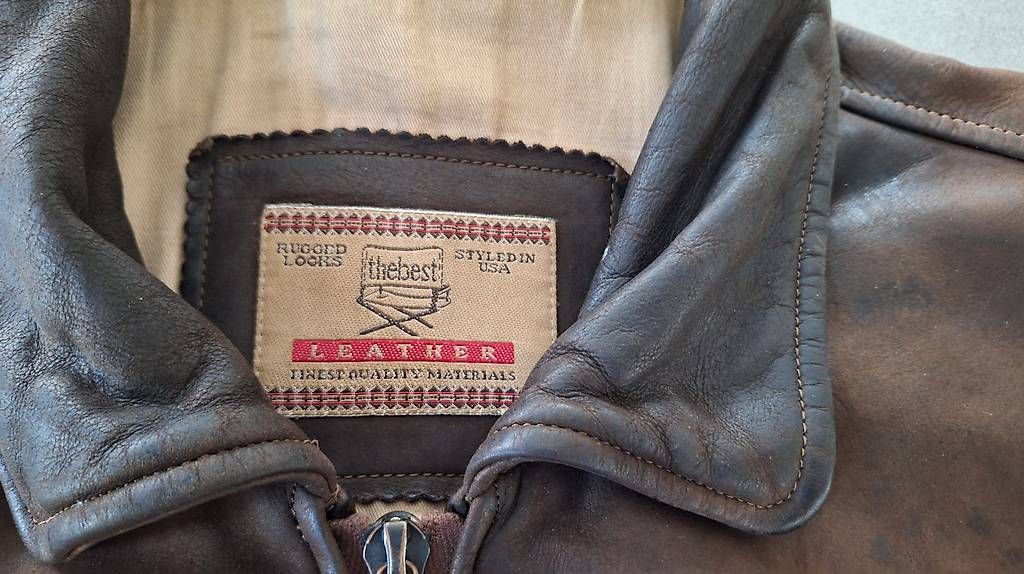 RUGGED
LOOKS
thebest
STYLED IN
USA
LEATHER
FINEST QUALITY MATERIALS